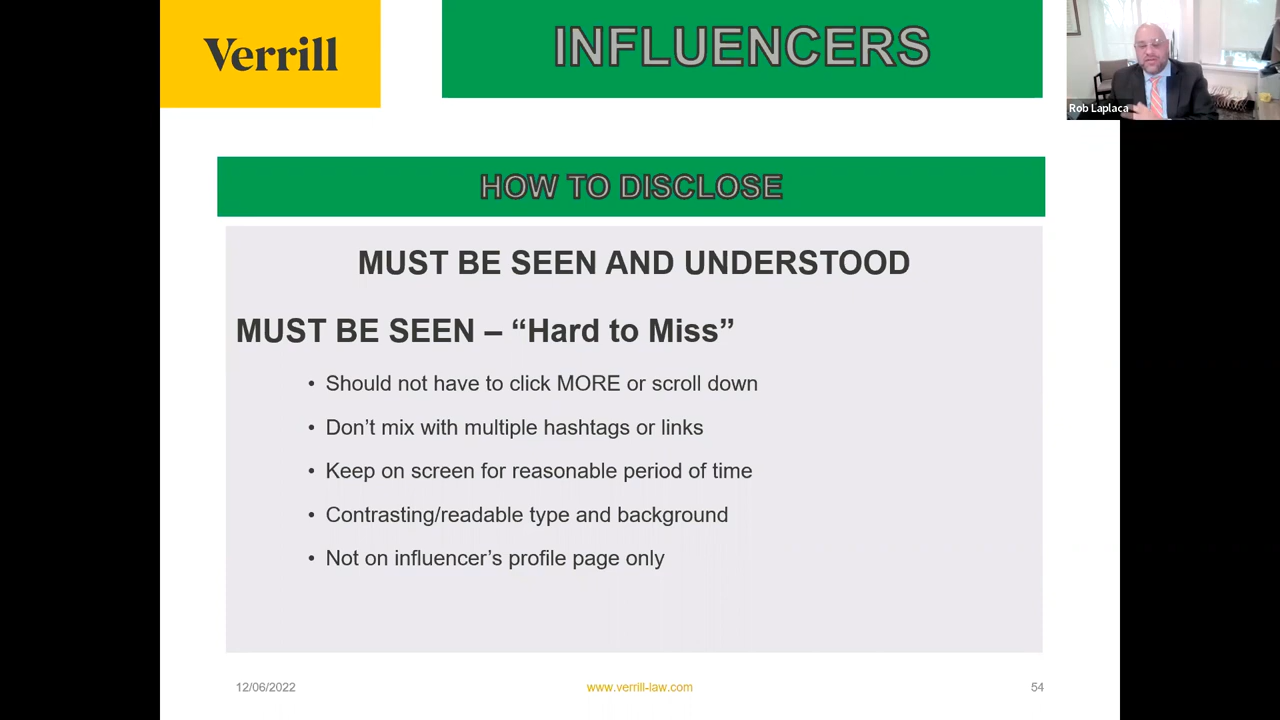 Verrill
INFLUENCERS
Rob Laplaca
HOW TO DISCLOSE
MUST BE SEEN AND UNDERSTOOD
MUST BE SEEN – “Hard to Miss”
• Should not have to click MORE or scroll down
• Don’t mix with multiple hashtags or links
• Keep on screen for reasonable period of time
• Contrasting/readable type and background
• Not on influencer’s profile page only
12/06/2022
www.verrill-law.com
54